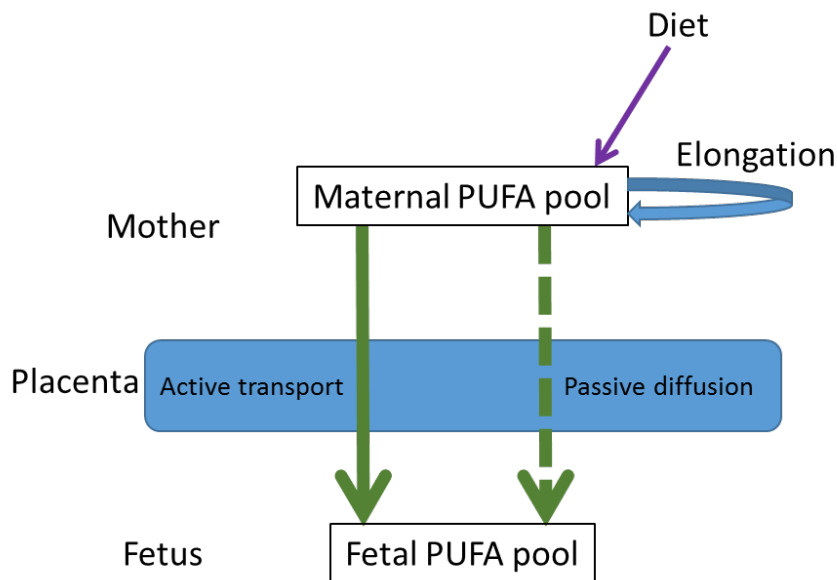 Diet
Elongation
Maternal PUFA pool
Mother
Placenta
Active transport
Passive diffusion
Fetus
Fetal PUFA pool